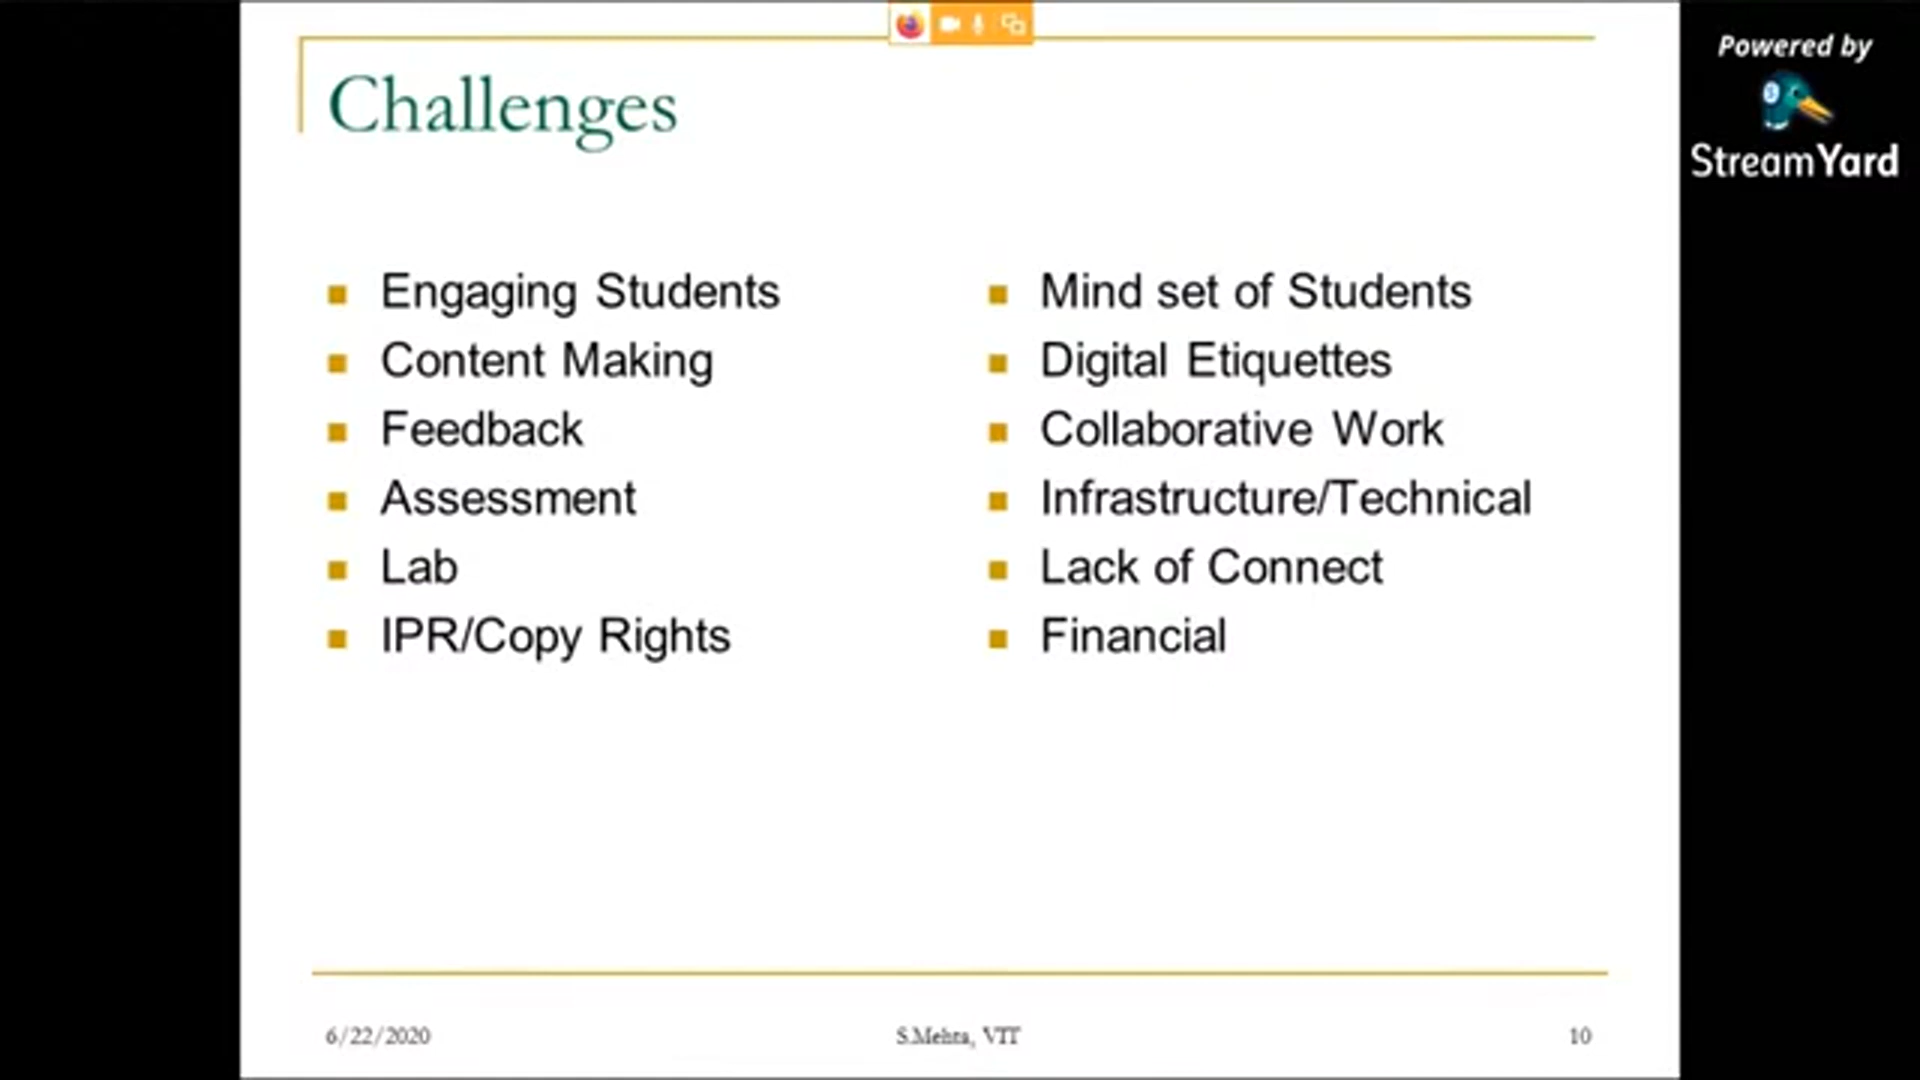 Challenges
Engaging Students
Content Making
Feedback
Assessment
Lab
IPR/Copy Rights
Mind set of Students
Digital Etiquettes
Collaborative Work
Infrastructure/Technical
Lack of Connect
Financial
6/22/2020
S.Mehta, VIT
10
Powered by
StreamYard